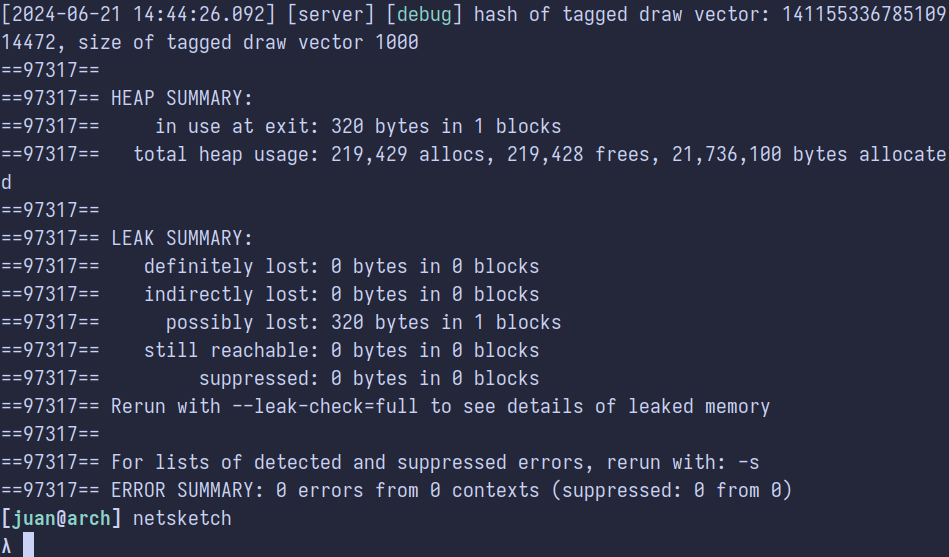 [2024-06-21 14:44:26.092] [server] [debug] hash of tagged draw vector: 141155336785109
14472, size of tagged draw vector 1000
==97317==
==97317== HEAP SUMMARY:
==97317==     in use at exit: 320 bytes in 1 blocks
==97317==   total heap usage: 219,429 allocs, 219,428 frees, 21,736,100 bytes allocate
d
==97317==
==97317== LEAK SUMMARY:
==97317==    definitely lost: 0 bytes in 0 blocks
==97317==    indirectly lost: 0 bytes in 0 blocks
==97317==      possibly lost: 320 bytes in 1 blocks
==97317==    still reachable: 0 bytes in 0 blocks
==97317==         suppressed: 0 bytes in 0 blocks
==97317== Rerun with --leak-check=full to see details of leaked memory
==97317==
==97317== For lists of detected and suppressed errors, rerun with: -s
==97317== ERROR SUMMARY: 0 errors from 0 contexts (suppressed: 0 from 0)
[juan@arch] netsketch
λ